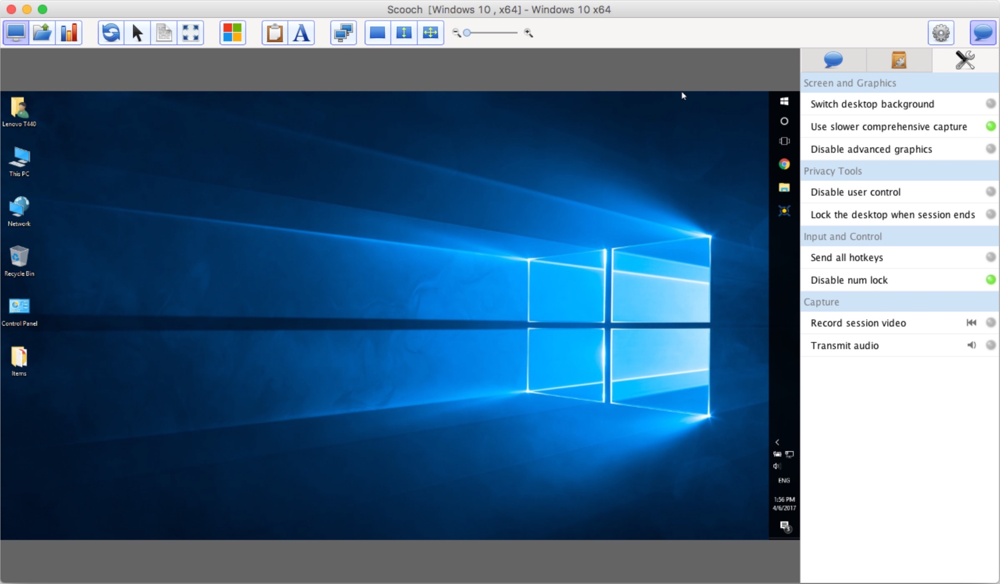 Scooch [Windows 10 , x64] - Windows 10 x64
A
Lenovo T440
This PC
Network
Recycle Bin
Control Panel
Items
ENG
1:56 PM
4/6/2017
3
Screen and Graphics
Switch desktop background
Use slower comprehensive capture
Disable advanced graphics
Privacy Tools
Disable user control
Lock the desktop when session ends
Input and Control
Send all hotkeys
Disable num lock
Capture
Record session video
Transmit audio